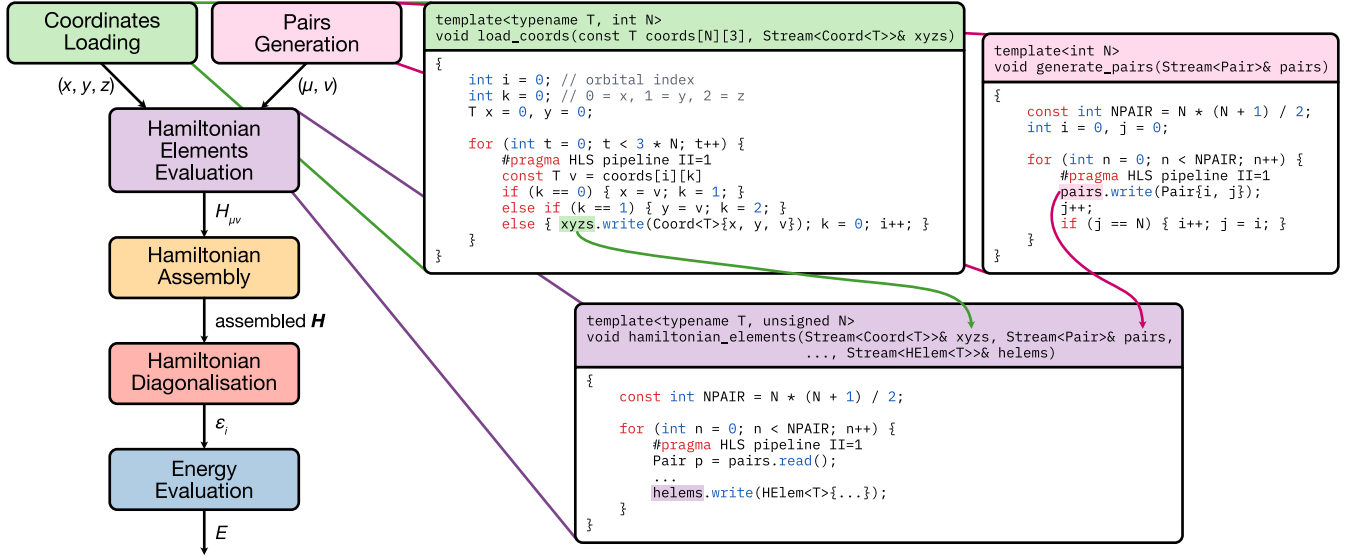 Coordinates
Loading
Pairs
Generation
(x, y, z)
(μ, ν)
Hamiltonian
Elements
Evaluation
Hμν
Hamiltonian
Assembly
assembled H
Hamiltonian
Diagonalisation
εi
Energy
Evaluation
E
template<typename T, int N>
void load_coords(const T coords[N][3], Stream<Coord<T>>& xyzs)
{
    int i = 0; // orbital index
    int k = 0; // 0 = x, 1 = y, 2 = z
    T x = 0, y = 0;
    for (int t = 0; t < 3 * N; t++) {
        #pragma HLS pipeline II=1
        const T v = coords[i][k]
        if (k == 0) { x = v; k = 1; }
        else if (k == 1) { y = v; k = 2; }
        else { xyzs.write(Coord<T>{x, y, v}); k = 0; i++; }
    }
}
template<int N>
void generate_pairs(Stream<Pair>& pairs)
{
    const int NPAIR = N * (N + 1) / 2;
    int i = 0, j = 0;
    for (int n = 0; n < NPAIR; n++) {
        #pragma HLS pipeline II=1
        pairs.write(Pair{i, j});
        j++;
        if (j == N) { i++; j = i; }
    }
}
template<typename T, unsigned N>
void hamiltonian_elements(Stream<Coord<T>>& xyzs, Stream<Pair>& pairs,
                          ..., Stream<HElem<T>>& helems)
{
    const int NPAIR = N * (N + 1) / 2;
    for (int n = 0; n < NPAIR; n++) {
        #pragma HLS pipeline II=1
        Pair p = pairs.read();
        ...
        helems.write(HElem<T>{...});
    }
}